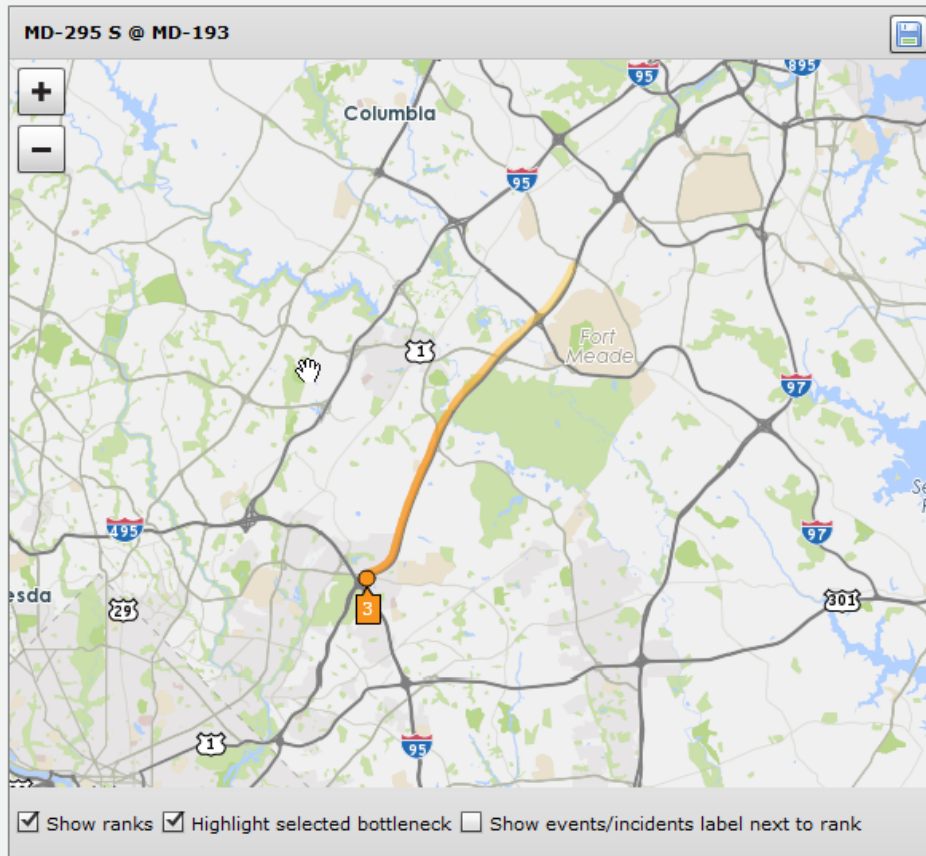 MD-295 S @ MD-193
+
−
Columbia
95
895
95
1
Fort
Meade
97
495
97
esda
29
3
301
1
95
Show ranks Highlight selected bottleneck Show events/incidents label next to rank